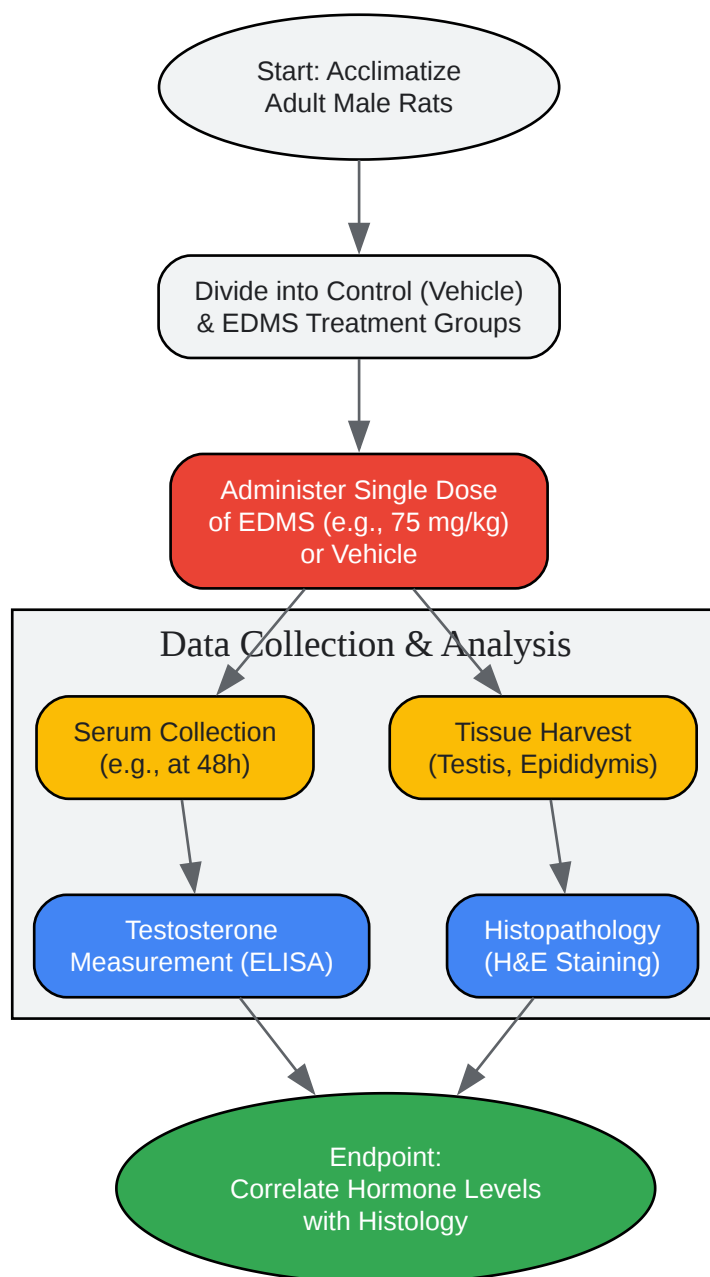 Start: Acclimatize
Adult Male Rats
Divide into Control (Vehicle)
& EDMS Treatment Groups
Administer Single Dose
of EDMS (e.g., 75 mg/kg)
or Vehicle
Data Collection & Analysis
Serum Collection
(e.g., at 48h)
Tissue Harvest
(Testis, Epididymis)
Testosterone
Measurement (ELISA)
Histopathology
(H&E Staining)
Endpoint:
Correlate Hormone Levels
with Histology